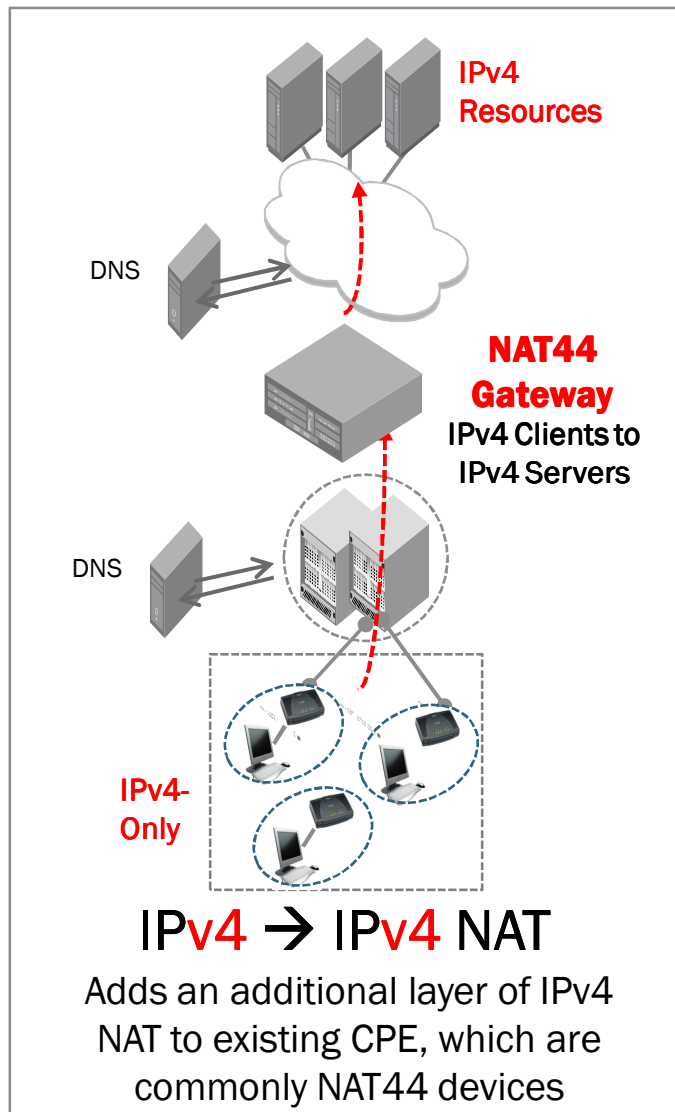 IPv4
Resources
DNS
NAT44
Gateway
IPv4 Clients to
IPv4 Servers
DNS
IPv4-
Only
IPv4 → IPv4 NAT
Adds an additional layer of IPv4
NAT to existing CPE, which are
commonly NAT44 devices